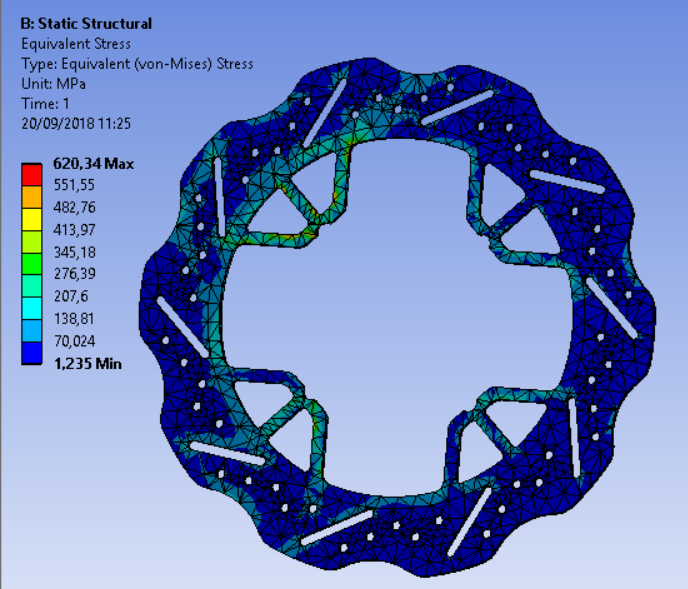 B: Static Structural
Equivalent Stress
Type: Equivalent (von-Mises) Stress
Unit: MPa
Time: 1
20/09/2018 11:25
620,34 Max
551,55
482,76
413,97
345,18
276,39
207,6
138,81
70,024
1,235 Min